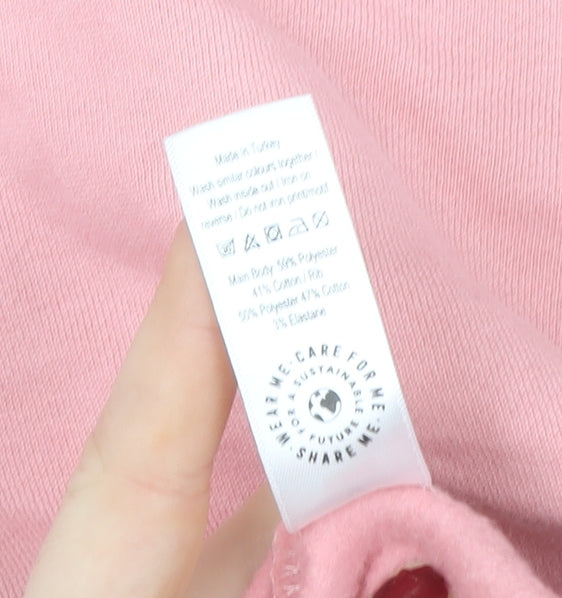 Made in Turkey
Wash similar colours together /
Wash inside out / Iron on
reverse / Do not iron print/motif
Main Body 59% Polyester
41% Cotton / Rib
50% Polyester 47% Cotton
3% Elastane
WEAR ME · CARE FOR ME · SHARE ME ·
FOR A SUSTAINABLE FUTURE